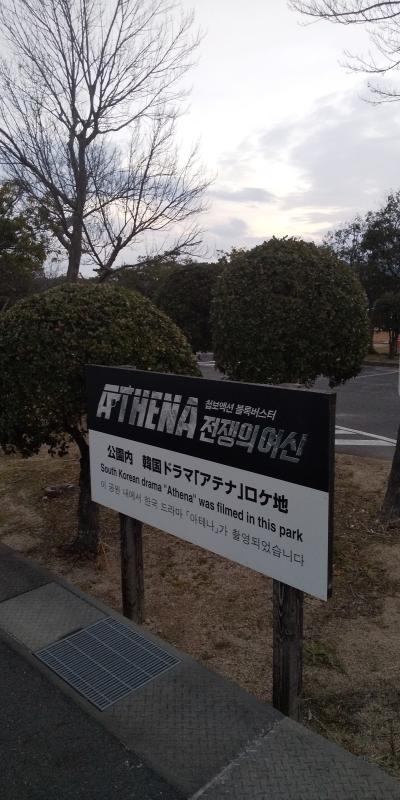 ATHENA 첩보액션 블록버스터
전쟁의 여신
公園内 韓国ドラマ「アテナ」ロケ地
South Korean drama "Athena" was filmed in this park
이 공원 내에서 한국 드라마 「아테나」가 촬영되었습니다